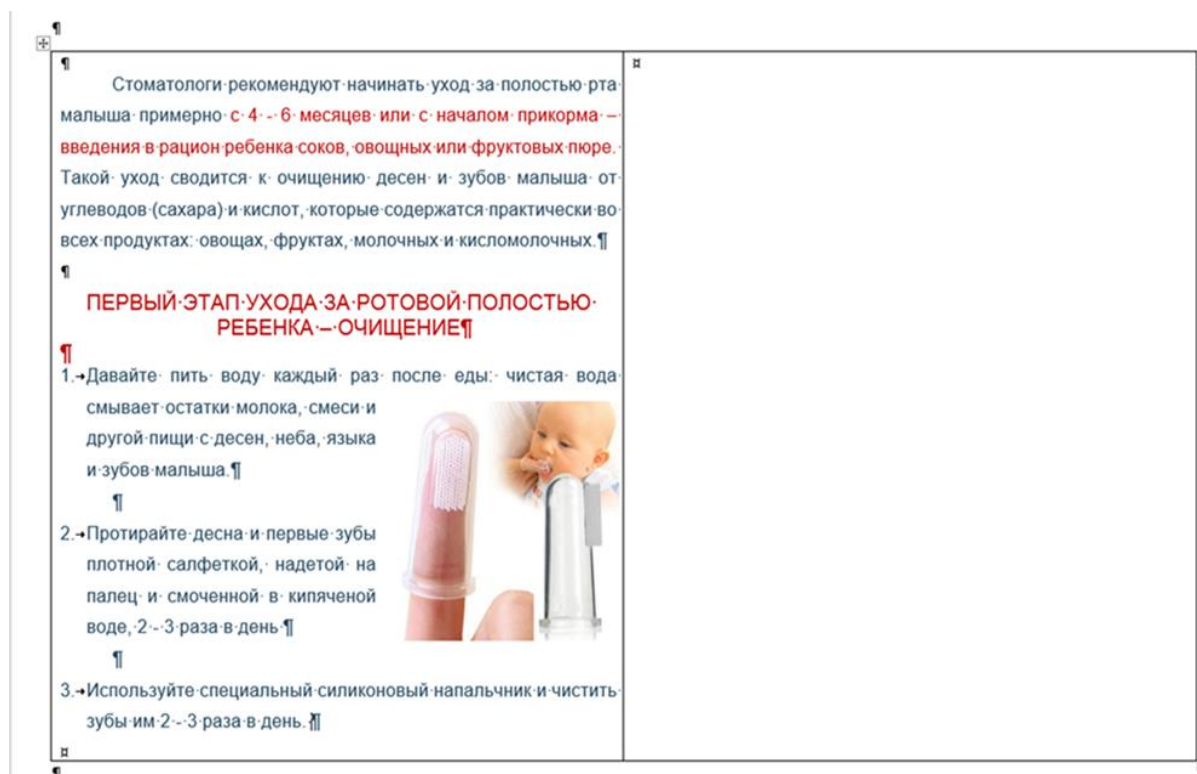 Стоматологи рекомендуют начинать уход за полостью рта
малыша примерно с 4 - 6 месяцев или с началом прикорма –
введения в рацион ребенка соков, овощных или фруктовых пюре.
Такой уход сводится к очищению десен и зубов малыша от
углеводов (сахара) и кислот, которые содержатся практически во
всех продуктах: овощах, фруктах, молочных и кисломолочных.
ПЕРВЫЙ ЭТАП УХОДА ЗА РОТОВОЙ ПОЛОСТЬЮ
РЕБЕНКА – ОЧИЩЕНИЕ
1. Давайте пить воду каждый раз после еды: чистая вода
смывает остатки молока, смеси и
другой пищи с десен, неба, языка
и зубов малыша.
2. Протирайте десна и первые зубы
плотной салфеткой, надетой на
палец и смоченной в кипяченой
воде, 2 - 3 раза в день
3. Используйте специальный силиконовый напальчник и чистить
зубы им 2 - 3 раза в день.